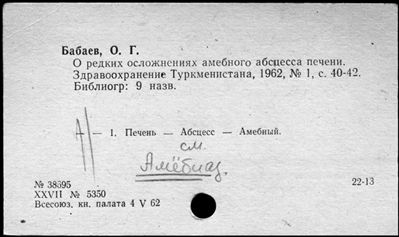 Бабаев, О. Г.
О редких осложнениях амебного абсцесса печени.
Здравоохранение Туркменистана, 1962, № 1, с. 40-42.
Библиогр: 9 назв.
1. Печень — Абсцесс — Амебный.
см.
Амёбиаз.
№ 38595
22-13
XXVII № 5350
Всесоюз. кн. палата 4 V 62